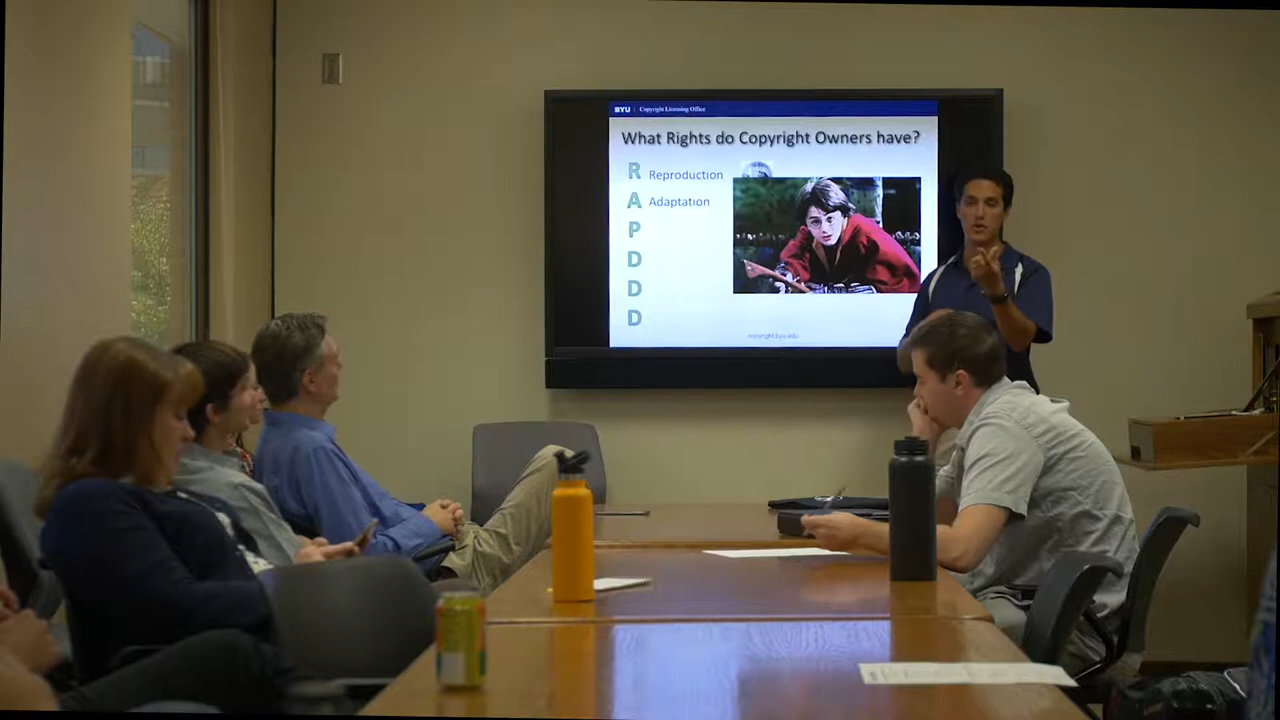 BYU | Copyright Licensing Office
What Rights do Copyright Owners have?
R Reproduction
A Adaptation
P
D
D
D
copyright.byu.edu